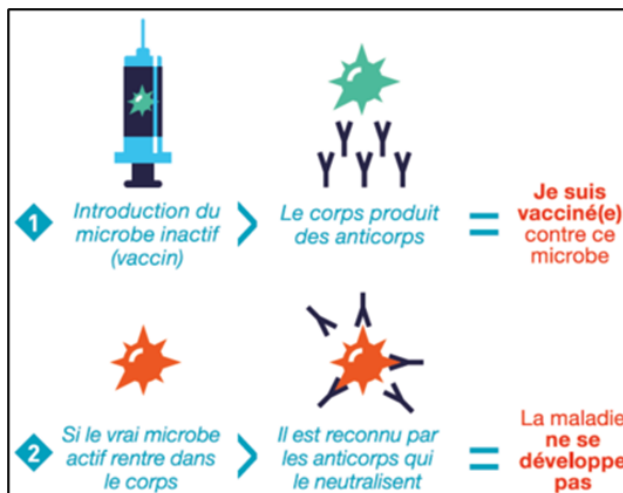 1
Introduction du
microbe inactif
(vaccin)
>
Le corps produit
des anticorps
=
Je suis
vacciné(e)
contre ce
microbe
2
Si le vrai microbe
actif rentre dans
le corps
>
Il est reconnu par
les anticorps qui
le neutralisent
=
La maladie
ne se
développe
pas